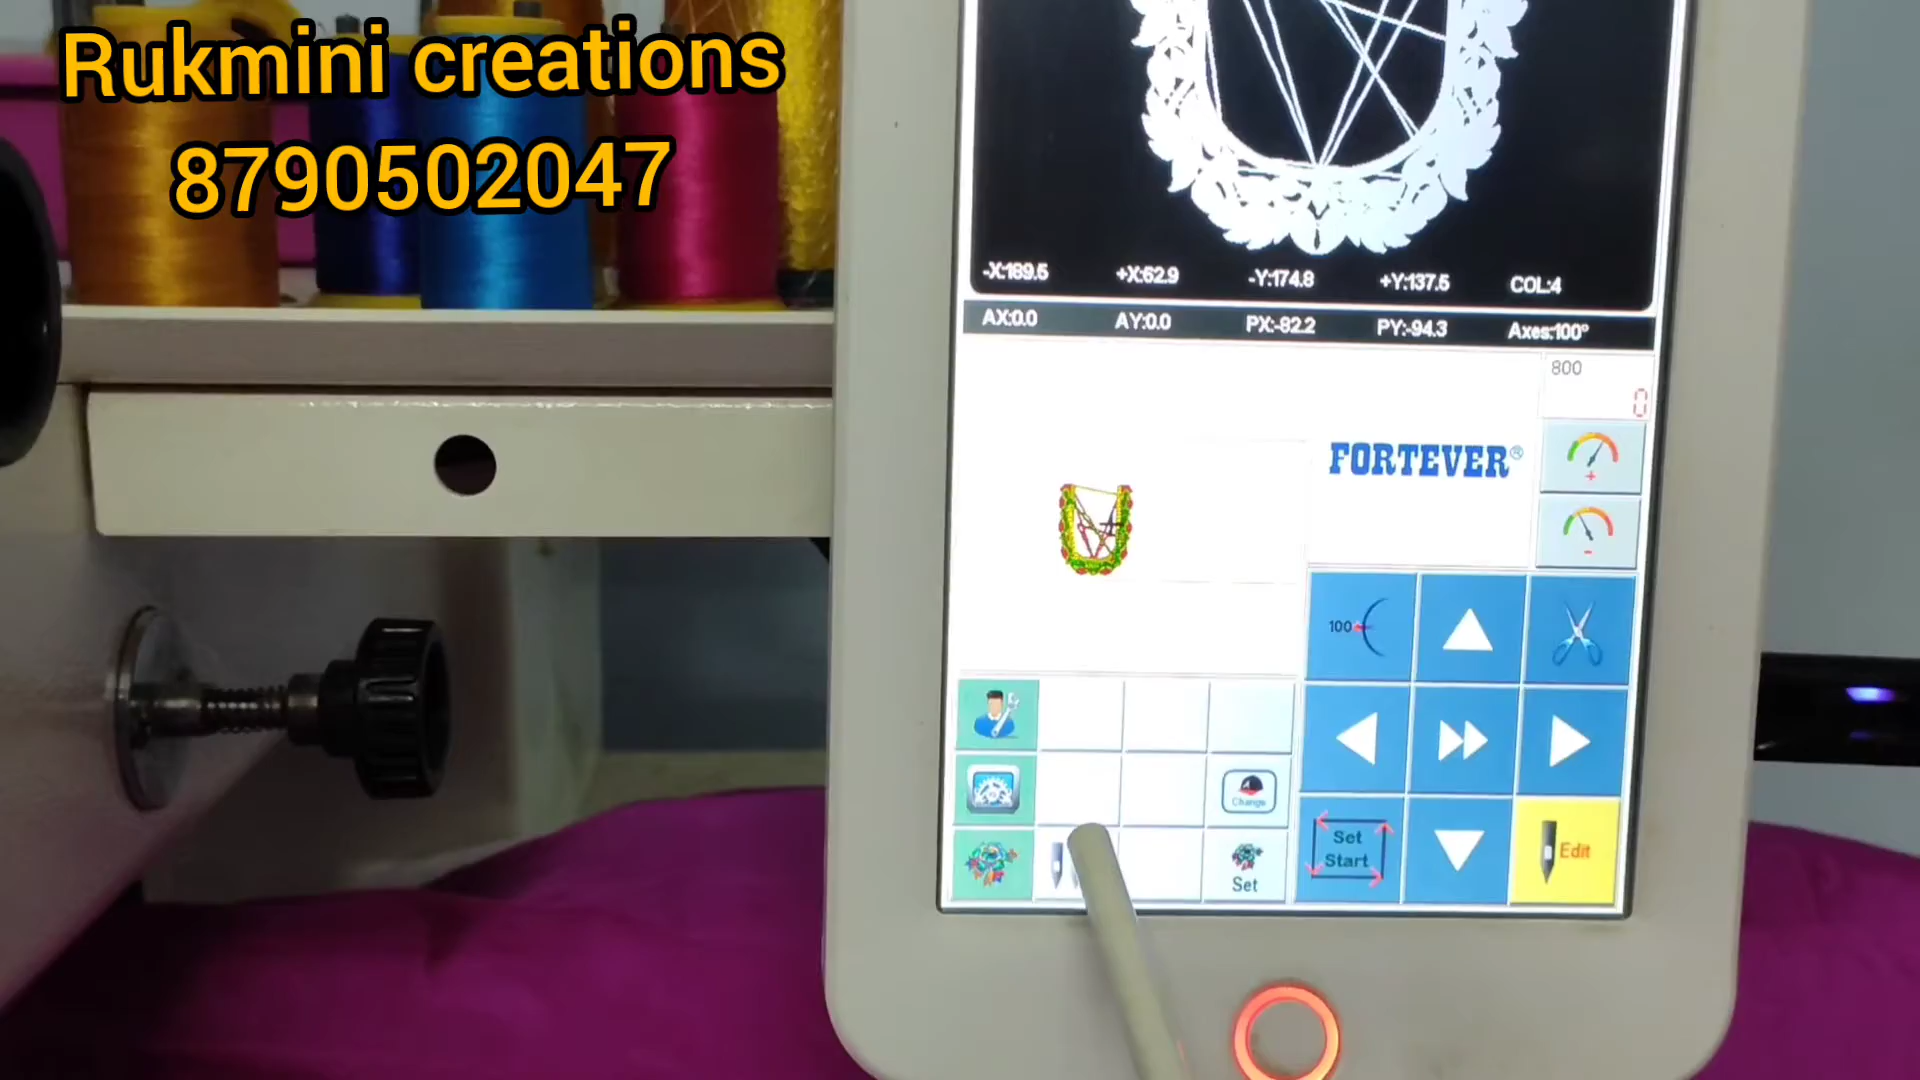 Rukmini creations
8790502047
-X:189.5 +X:62.9 -Y:174.8 +Y:137.5 COL:4
AX:0.0 AY:0.0 PX:-82.2 PY:-94.3 Axes:100°
800
0
FORTEVER®
+
-
100
Change
Set
Set
Start
Edit